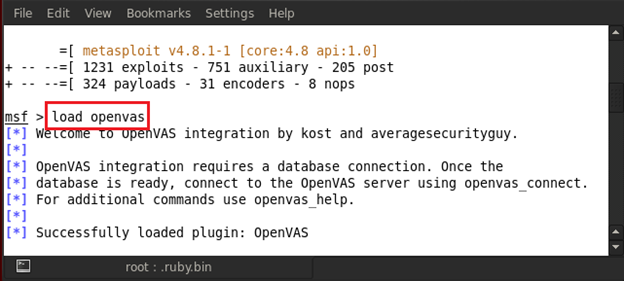 File Edit View Bookmarks Settings Help
=[ metasploit v4.8.1-1 [core:4.8 api:1.0]
+ -- --=[ 1231 exploits - 751 auxiliary - 205 post
+ -- --=[ 324 payloads - 31 encoders - 8 nops
msf > load openvas
[*] Welcome to OpenVAS integration by kost and averagesecurityguy.
[*]
[*] OpenVAS integration requires a database connection. Once the
[*] database is ready, connect to the OpenVAS server using openvas_connect.
[*] For additional commands use openvas_help.
[*]
[*] Successfully loaded plugin: OpenVAS
root : .ruby.bin